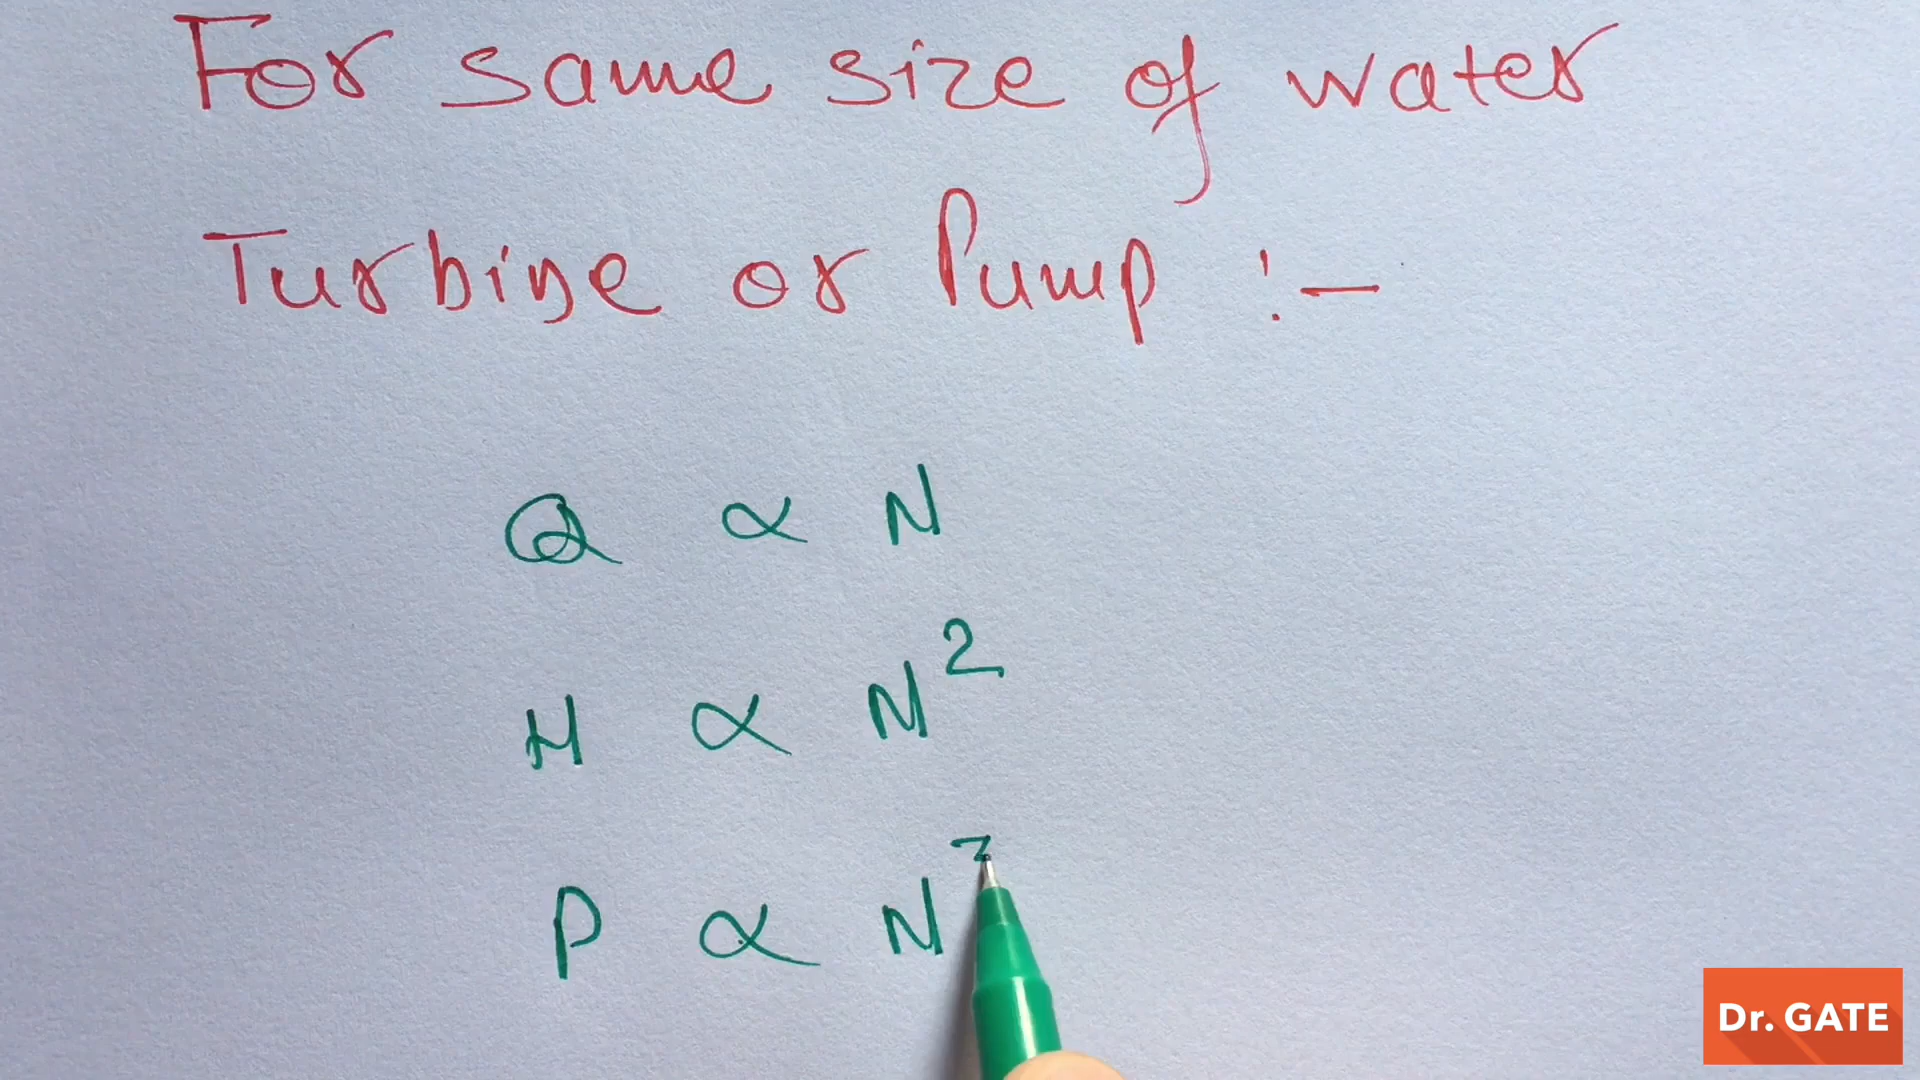 For same size of water
Turbine or Pump :-
Q ∝ N
H ∝ N²
P ∝ N³
Dr. GATE